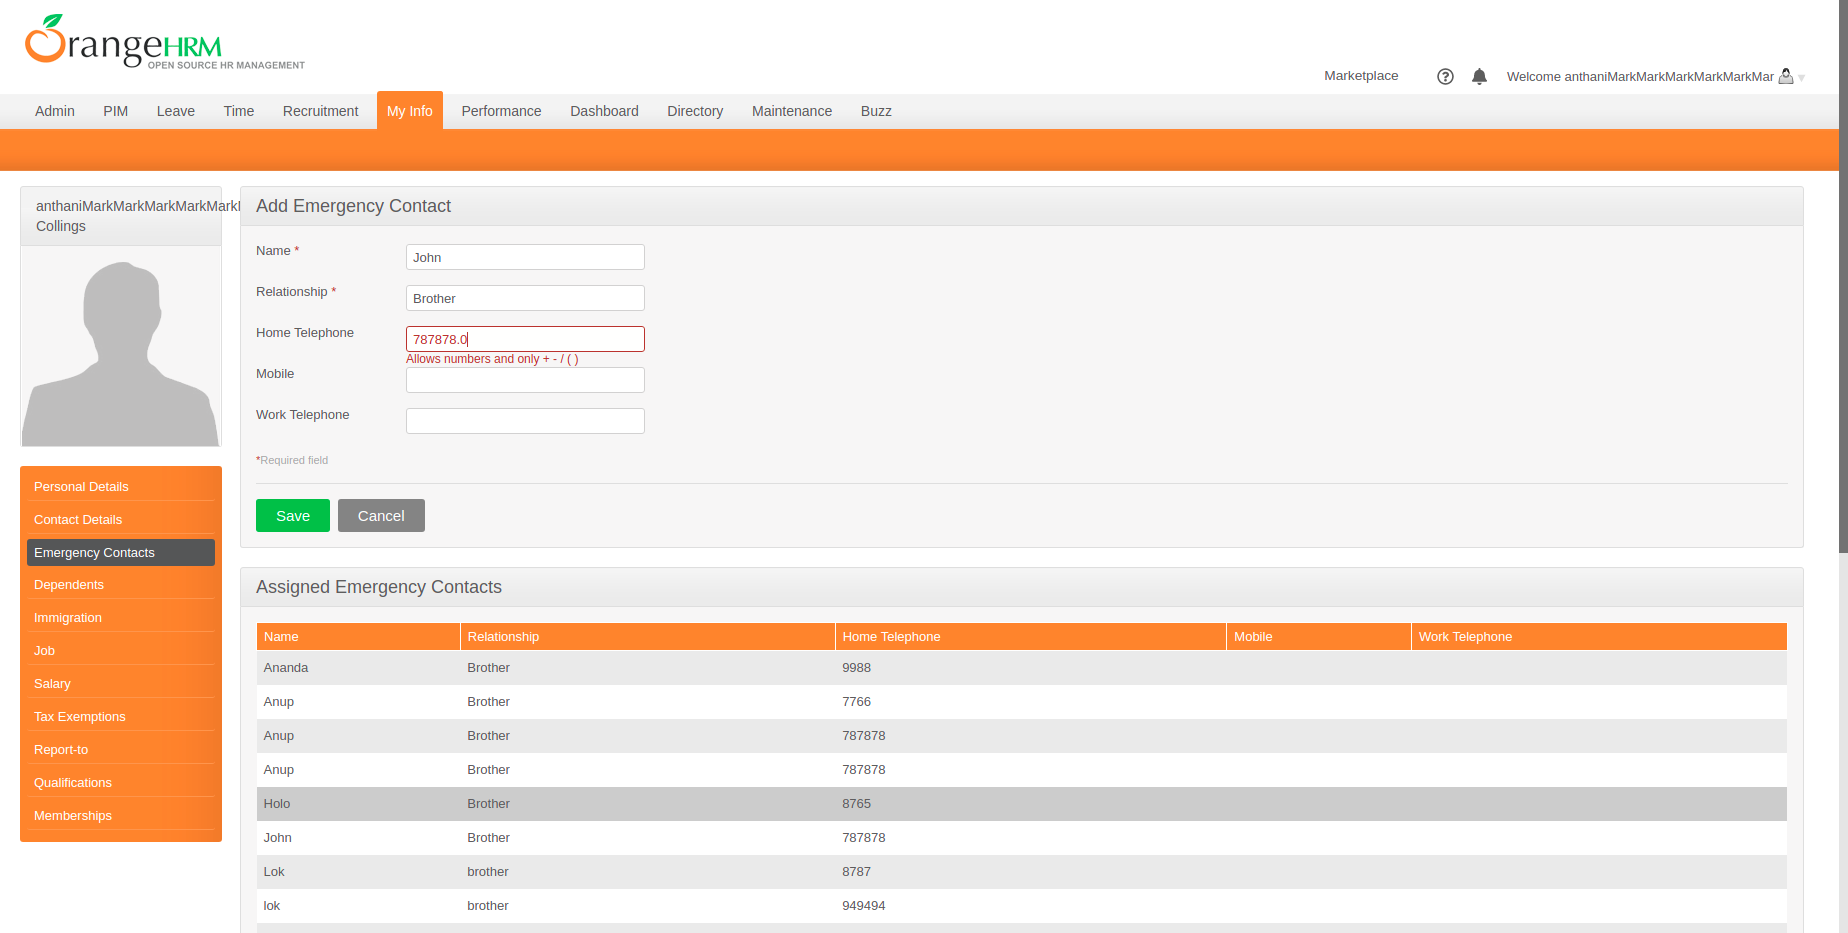 OrangeHRM
OPEN SOURCE HR MANAGEMENT
Marketplace
Welcome anthaniMarkMarkMarkMarkMarkMar
Admin PIM Leave Time Recruitment My Info Performance Dashboard Directory Maintenance Buzz
anthaniMarkMarkMarkMarkMark
Collings
Personal Details
Contact Details
Emergency Contacts
Dependents
Immigration
Job
Salary
Tax Exemptions
Report-to
Qualifications
Memberships
Add Emergency Contact
Name * John
Relationship * Brother
Home Telephone 787878.0
Allows numbers and only + - / ( )
Mobile
Work Telephone
*Required field
Save Cancel
Assigned Emergency Contacts
Name Relationship Home Telephone Mobile Work Telephone
Ananda Brother 9988
Anup Brother 7766
Anup Brother 787878
Anup Brother 787878
Holo Brother 8765
John Brother 787878
Lok brother 8787
lok brother 949494